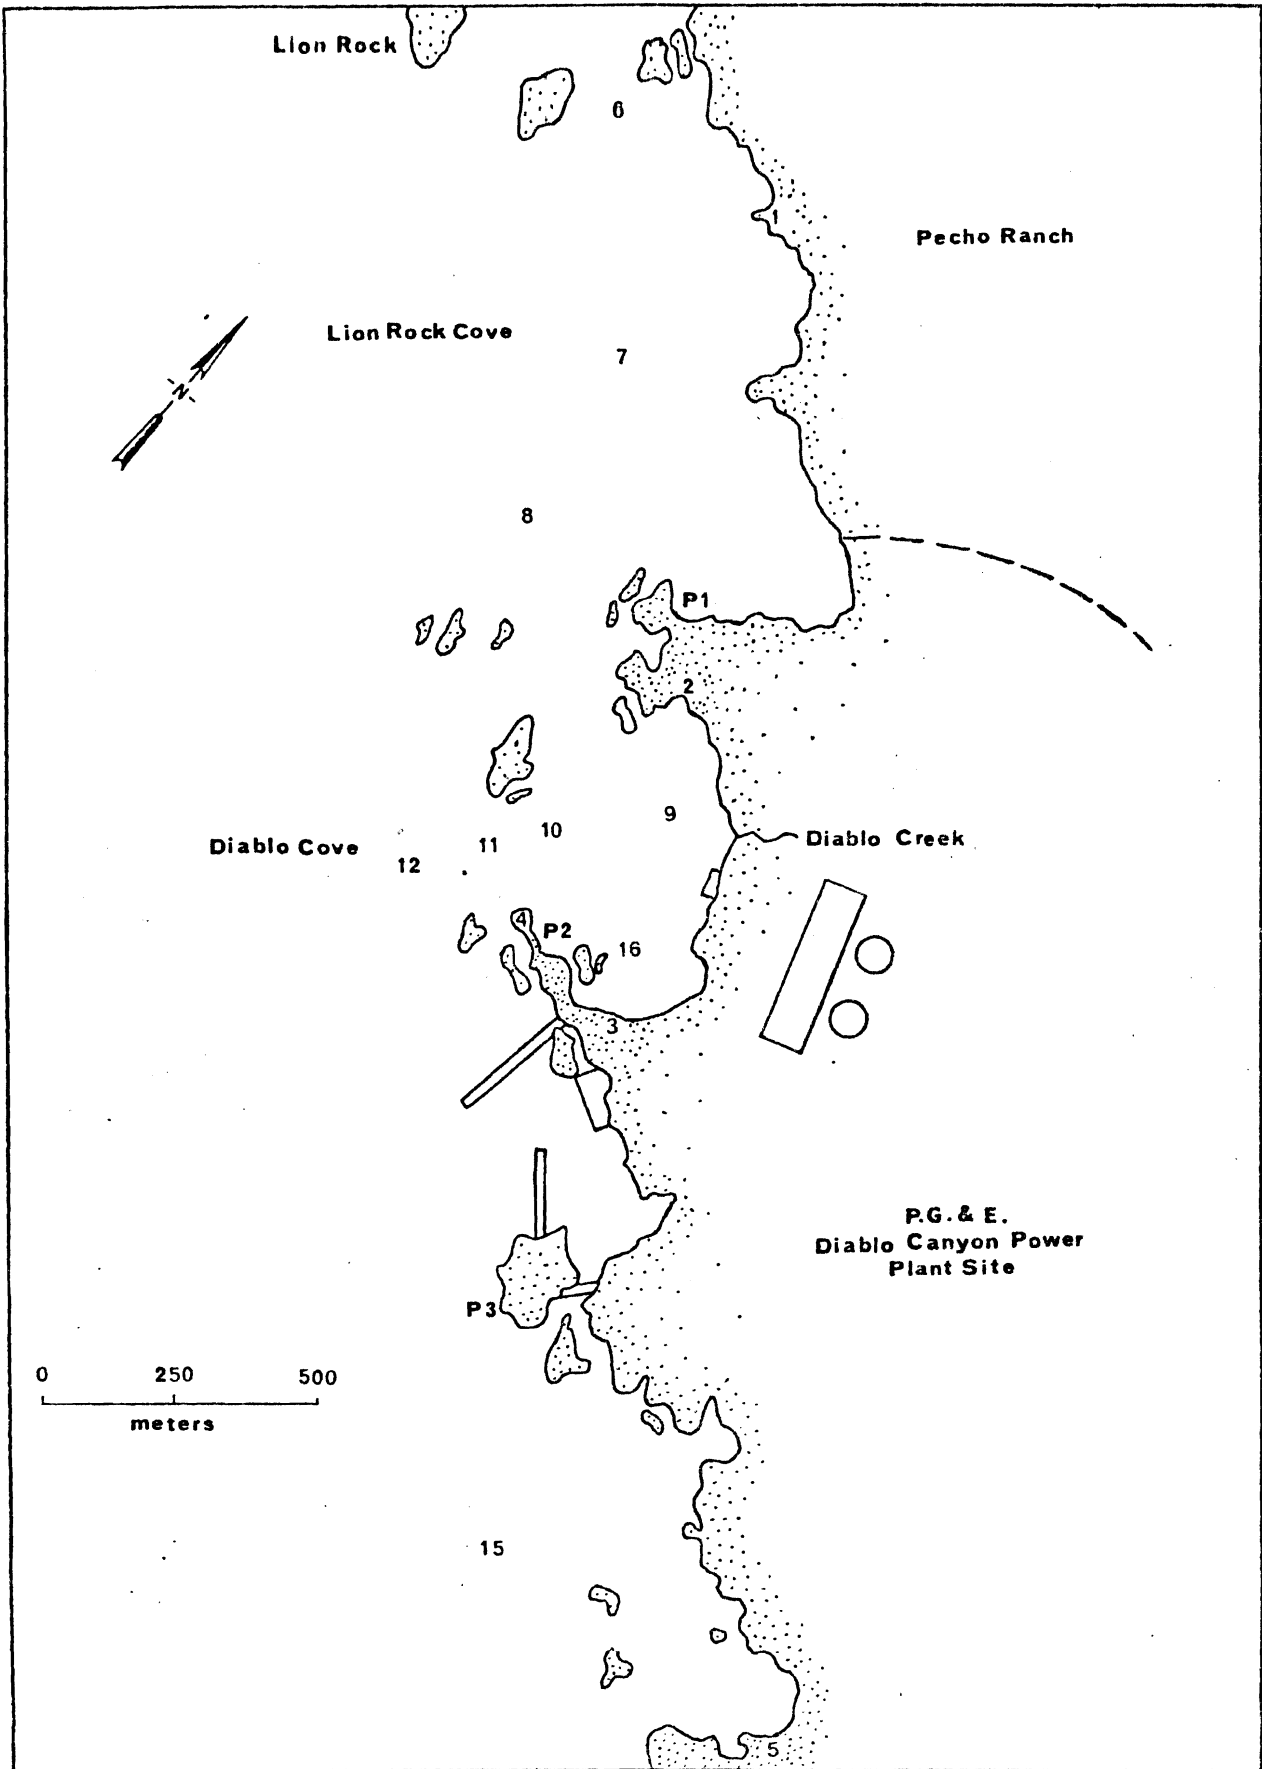 Lion Rock
6
1
Pecho Ranch
Lion Rock Cove
7
N
8
P1
2
9
10
11
12
Diablo Cove
Diablo Creek
4
P2
16
3
P.G. & E.
Diablo Canyon Power
Plant Site
P3
0 250 500
meters
15
5